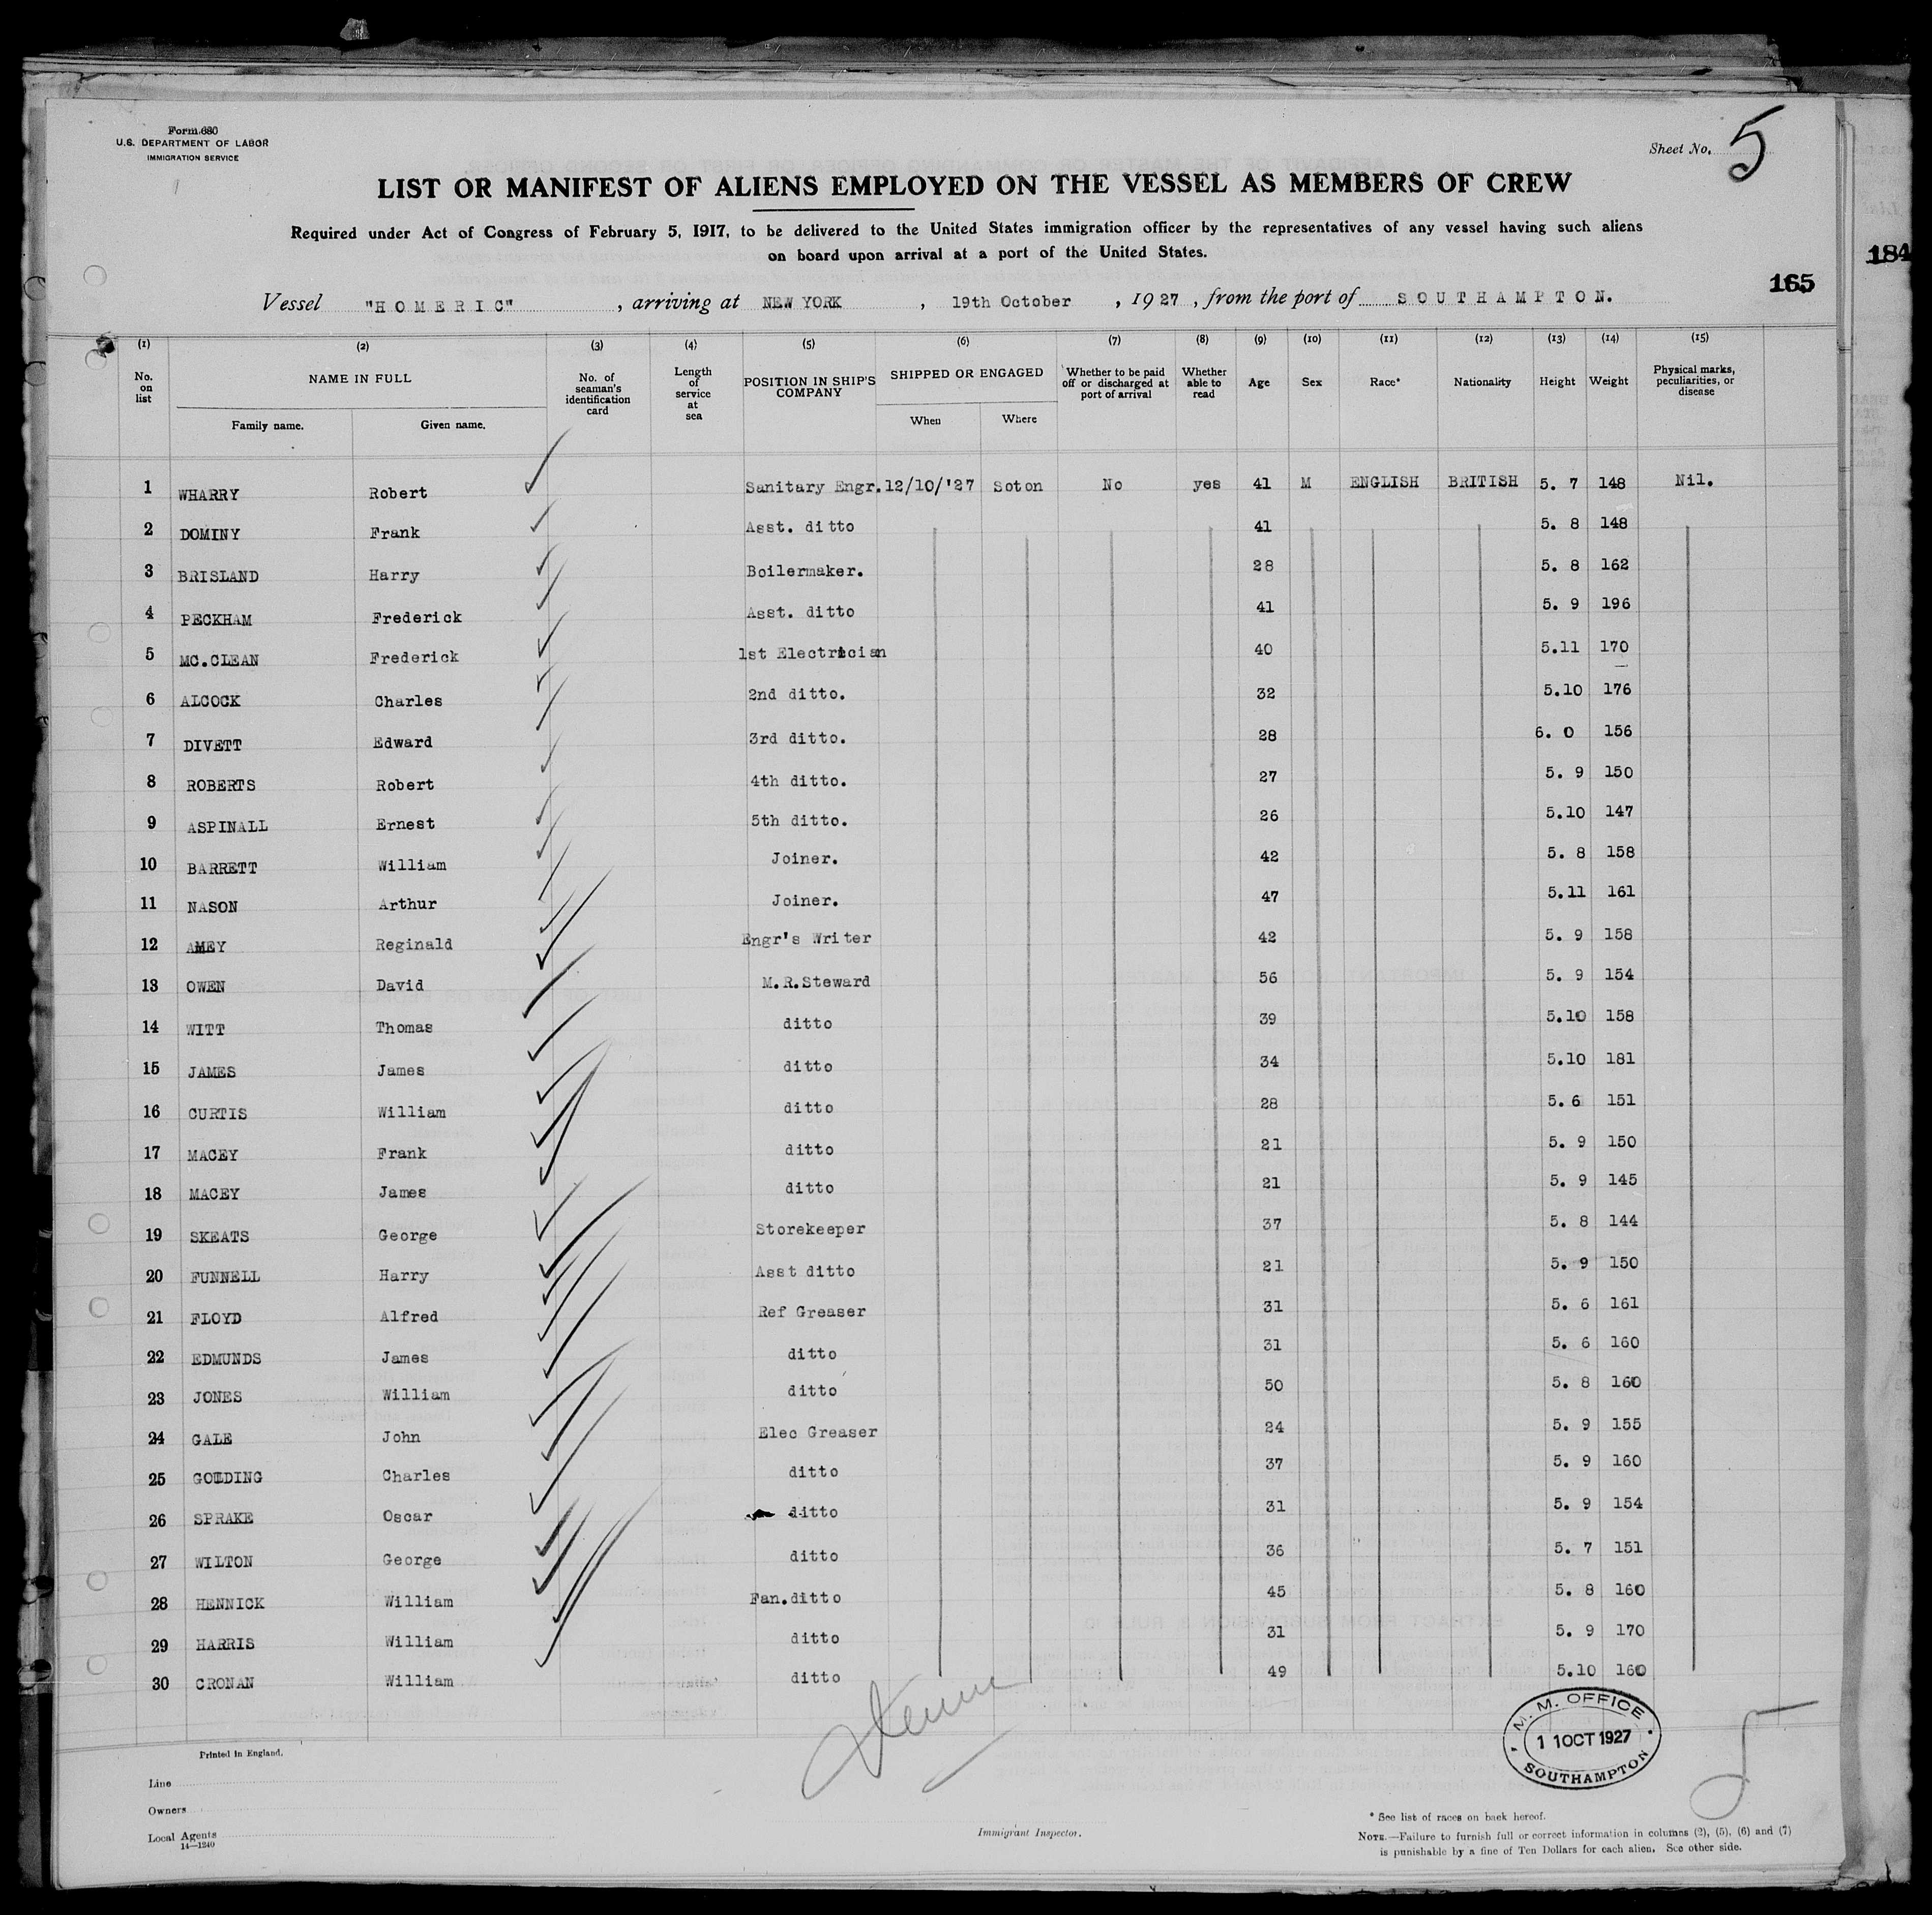 Form 680
U.S. DEPARTMENT OF LABOR
IMMIGRATION SERVICE
Sheet No. 5
LIST OR MANIFEST OF ALIENS EMPLOYED ON THE VESSEL AS MEMBERS OF CREW
Required under Act of Congress of February 5, 1917, to be delivered to the United States immigration officer by the representatives of any vessel having such aliens
on board upon arrival at a port of the United States.
184
165
Vessel "HOMERIC", arriving at NEW YORK, 19th October, 1927, from the port of SOUTHAMPTON.
(1) (2) (3) (4) (5) (6) (7) (8) (9) (10) (11) (12) (13) (14) (15)
No. on list NAME IN FULL No. of seaman's identification card Length of service at sea POSITION IN SHIP'S COMPANY SHIPPED OR ENGAGED Whether to be paid off or discharged at port of arrival Whether able to read Age Sex Race* Nationality Height Weight Physical marks, peculiarities, or disease
Family name. Given name. When Where
1 WHARRY Robert Sanitary Engr. 12/10/'27 Soton No yes 41 M ENGLISH BRITISH 5. 7 148 Nil.
2 DOMINY Frank Asst. ditto 41 5. 8 148
3 BRISLAND Harry Boilermaker. 28 5. 8 162
4 PECKHAM Frederick Asst. ditto 41 5. 9 196
5 MC.CLEAN Frederick 1st Electrician 40 5.11 170
6 ALCOCK Charles 2nd ditto. 32 5.10 176
7 DIVETT Edward 3rd ditto. 28 6. 0 156
8 ROBERTS Robert 4th ditto. 27 5. 9 150
9 ASPINALL Ernest 5th ditto. 26 5.10 147
10 BARRETT William Joiner. 42 5. 8 158
11 NASON Arthur Joiner. 47 5.11 161
12 AMEY Reginald Engr's Writer 42 5. 9 158
13 OWEN David M.R.Steward 56 5. 9 154
14 WITT Thomas ditto 39 5.10 158
15 JAMES James ditto 34 5.10 181
16 CURTIS William ditto 28 5. 6 151
17 MACEY Frank ditto 21 5. 9 150
18 MACEY James ditto 21 5. 9 145
19 SKEATS George Storekeeper 37 5. 8 144
20 FUNNELL Harry Asst ditto 21 5. 9 150
21 FLOYD Alfred Ref Greaser 31 5. 6 161
22 EDMUNDS James ditto 31 5. 6 160
23 JONES William ditto 50 5. 8 160
24 GALE John Elec Greaser 24 5. 9 155
25 GOLDING Charles ditto 37 5. 9 160
26 SPRAKE Oscar ditto 31 5. 9 154
27 WILTON George ditto 36 5. 7 151
28 HENNICK William Fan.ditto 45 5. 8 160
29 HARRIS William ditto 31 5. 9 170
30 CRONAN William ditto 49 5.10 160
M. M. OFFICE
1 1 OCT 1927
SOUTHAMPTON
5
Printed in England.
Line
Owners
Local Agents
14—1240
Immigrant Inspector.
* See list of races on back hereof.
NOTE.—Failure to furnish full or correct information in columns (2), (5), (6) and (7)
is punishable by a fine of Ten Dollars for each alien. See other side.